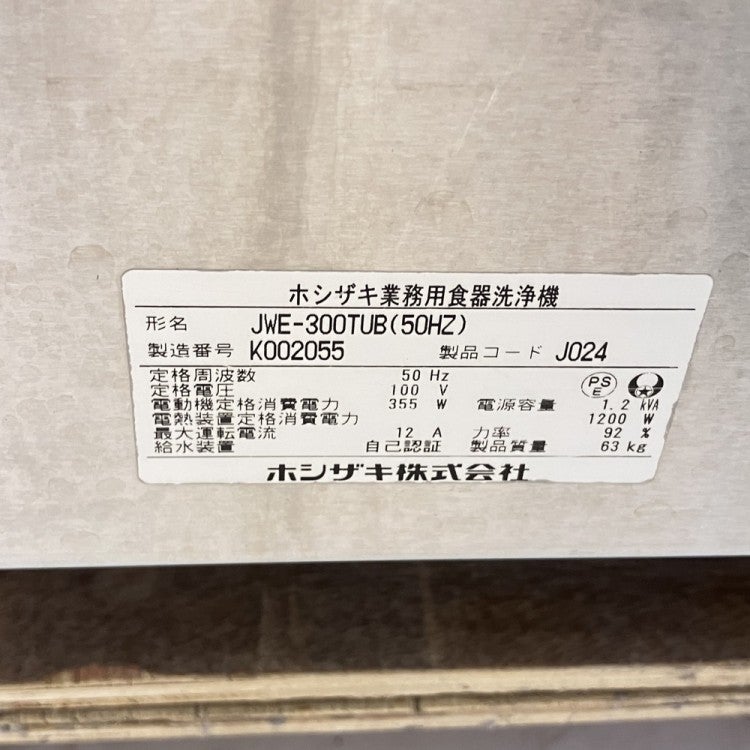 ホシザキ業務用食器洗浄機
形名 JWE-300TUB(50HZ)
製造番号 K002055 製品コード J024
定格周波数 50 Hz
定格電圧 100 V
電動機定格消費電力 355 W 電源容量 1.2 kVA
電熱装置定格消費電力 1200 W
最大運転電流 12 A 力率 92 %
給水装置 自己認証 製品質量 63 kg
PS
E
ホシザキ株式会社